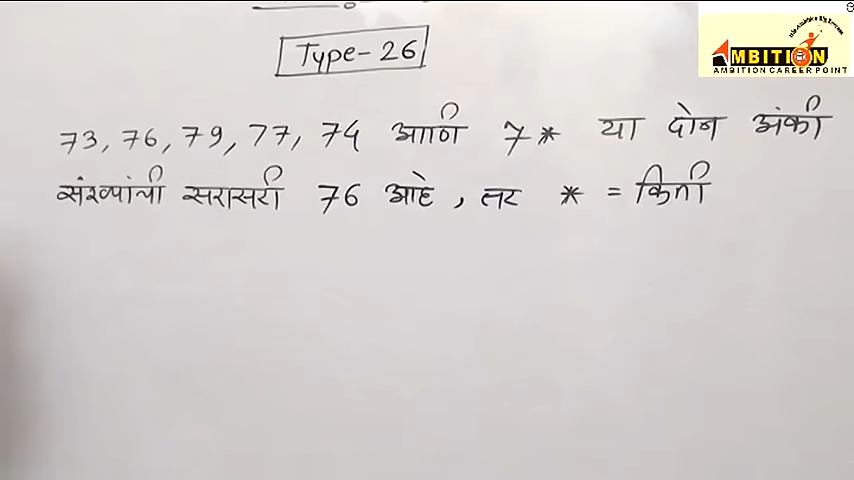 AMBITION
AMBITION CAREER POINT
Type-26
73, 76, 79, 77, 74 आणि 7* या दोन अंकी
संख्यांची सरासरी 76 आहे, तर * = किती